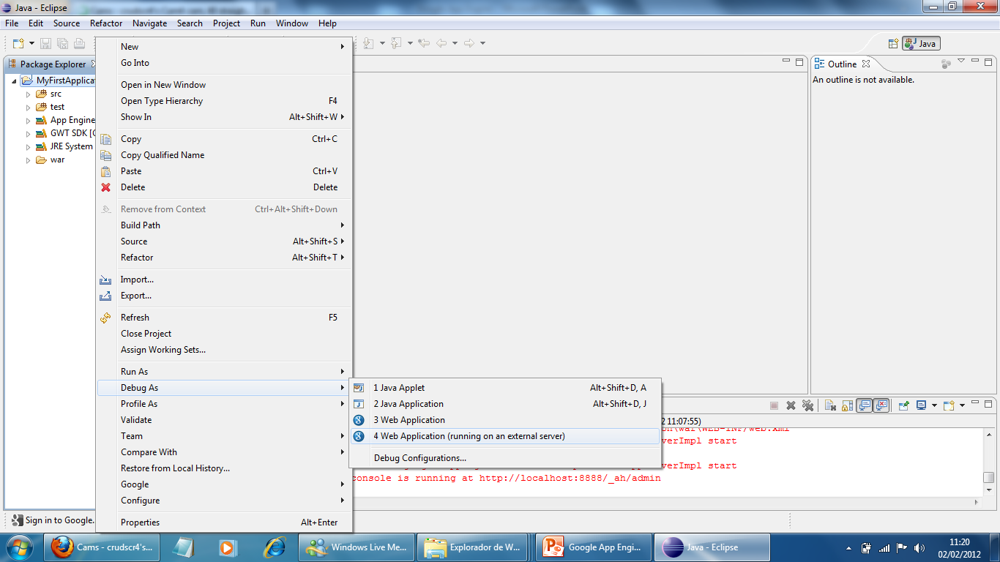 Java - Eclipse
File Edit Source Refactor Navigate Search Project Run Window Help
Java
Package Explorer
MyFirstApplicat
src
test
App Engine
GWT SDK [
JRE System
war
New
Go Into
Open in New Window
Open Type Hierarchy F4
Show In Alt+Shift+W
Copy Ctrl+C
Copy Qualified Name
Paste Ctrl+V
Delete Delete
Remove from Context Ctrl+Alt+Shift+Down
Build Path
Source Alt+Shift+S
Refactor Alt+Shift+T
Import...
Export...
Refresh F5
Close Project
Assign Working Sets...
Run As
Debug As
Profile As
Validate
Team
Compare With
Restore from Local History...
Google
Configure
Properties Alt+Enter
1 Java Applet Alt+Shift+D, A
2 Java Application Alt+Shift+D, J
3 Web Application
4 Web Application (running on an external server)
Debug Configurations...
Outline
An outline is not available.
2 11:07:55)
on\war\WEB-INF/web.xml
verImpl start
verImpl start
console is running at http://localhost:8888/_ah/admin
Sign in to Google.
Cams - crudscr4's...
Windows Live Me...
Explorador de W...
Google App Engi...
Java - Eclipse
11:20
02/02/2012